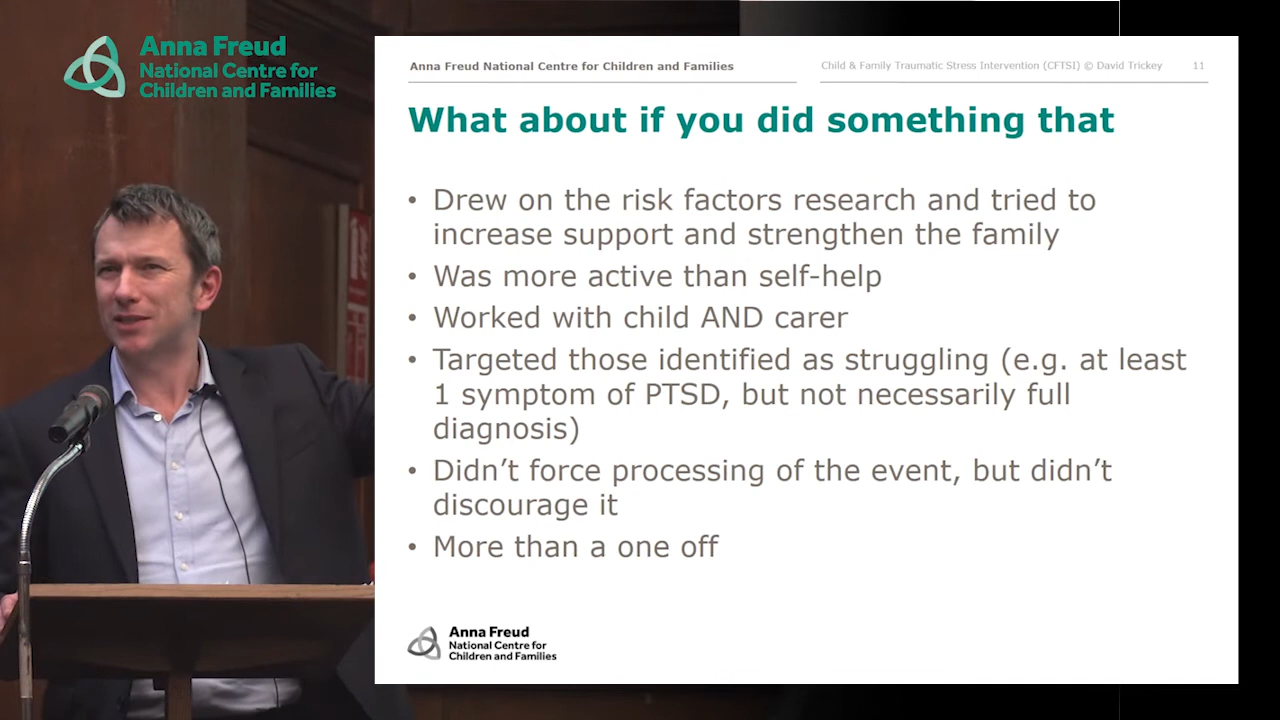 Anna Freud
National Centre for
Children and Families
Anna Freud National Centre for Children and Families
Child & Family Traumatic Stress Intervention (CFTSI) © David Trickey 11
What about if you did something that
• Drew on the risk factors research and tried to
increase support and strengthen the family
• Was more active than self-help
• Worked with child AND carer
• Targeted those identified as struggling (e.g. at least
1 symptom of PTSD, but not necessarily full
diagnosis)
• Didn’t force processing of the event, but didn’t
discourage it
• More than a one off
Anna Freud
National Centre for
Children and Families